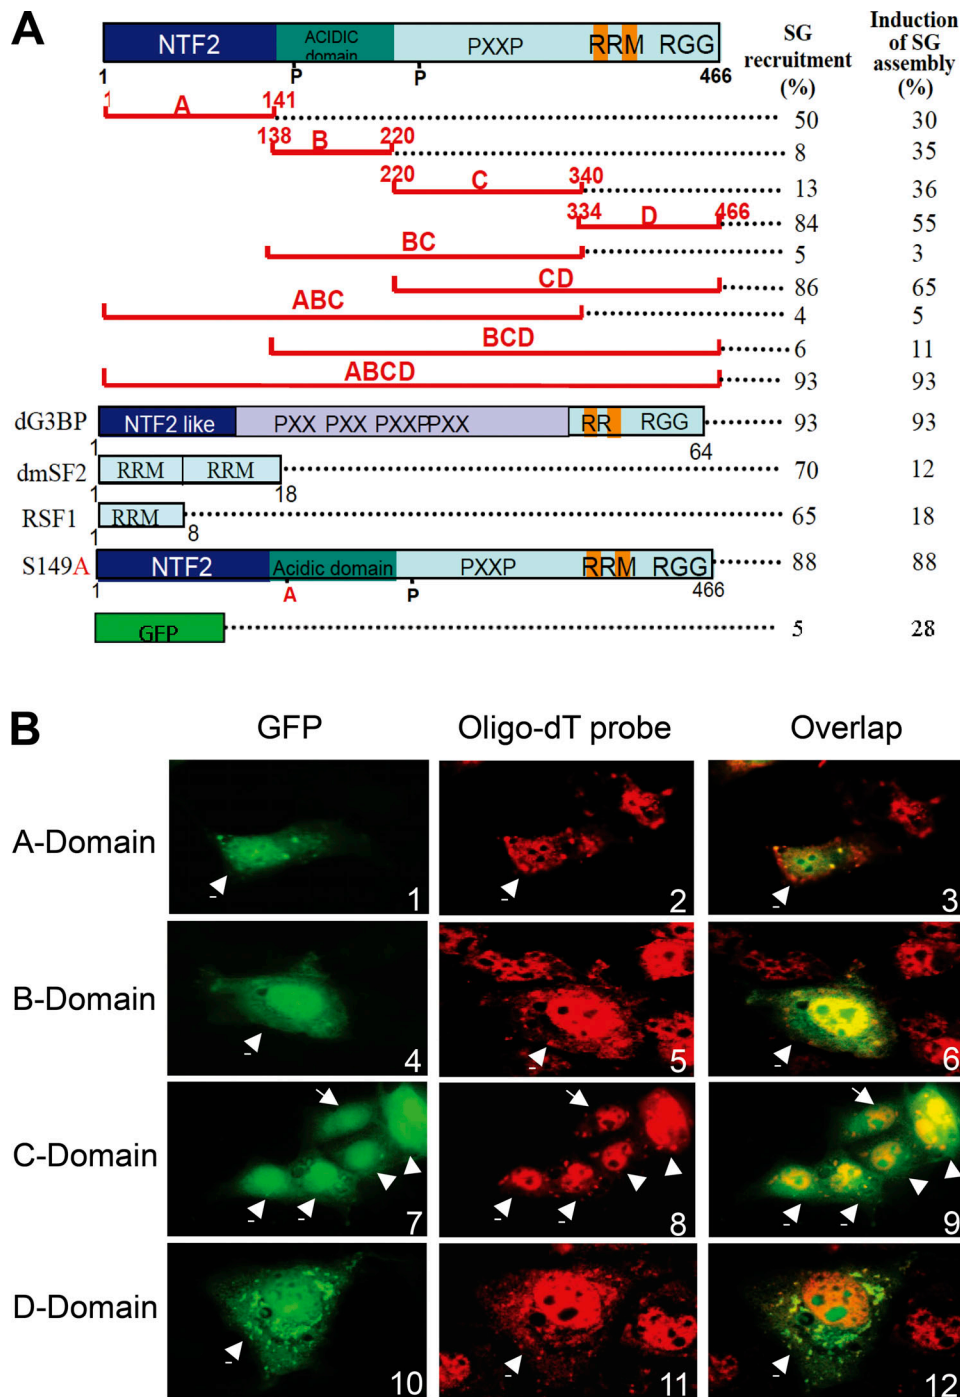 A
NTF2 ACIDIC domain PXXP RRM RGG
SG recruitment (%)
Induction of SG assembly (%)
1 P P 466
1 A 141 50 30
138 B 220 8 35
220 C 340 13 36
334 D 466 84 55
BC 5 3
CD 86 65
ABC 4 5
BCD 6 11
ABCD 93 93
dG3BP NTF2 like PXX PXX PXXPPXX RR RGG 93 93
1 64
dmSF2 RRM RRM 70 12
1 18
RSF1 RRM 65 18
1 8
S149A NTF2 Acidic domain PXXP RRM RGG 88 88
1 A P 466
GFP 5 28
B
GFP Oligo-dT probe Overlap
A-Domain 1 2 3
B-Domain 4 5 6
C-Domain 7 8 9
D-Domain 10 11 12